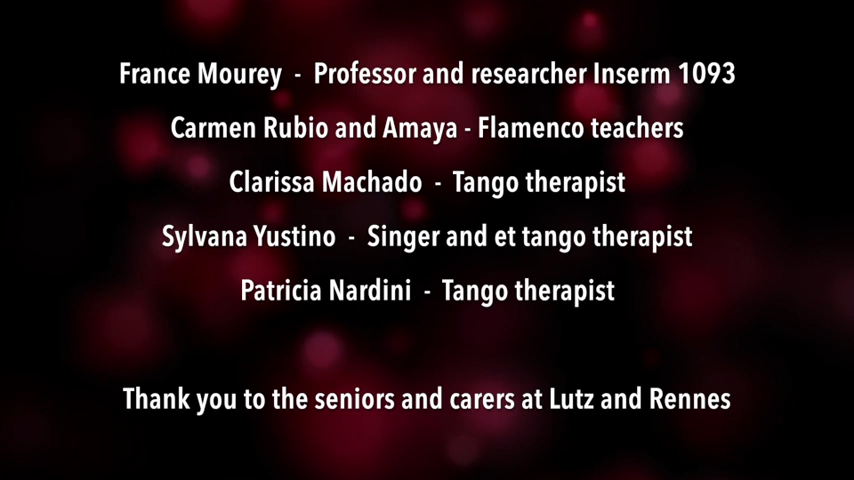 France Mourey - Professor and researcher Inserm 1093
Carmen Rubio and Amaya - Flamenco teachers
Clarissa Machado - Tango therapist
Sylvana Yustino - Singer and et tango therapist
Patricia Nardini - Tango therapist
Thank you to the seniors and carers at Lutz and Rennes